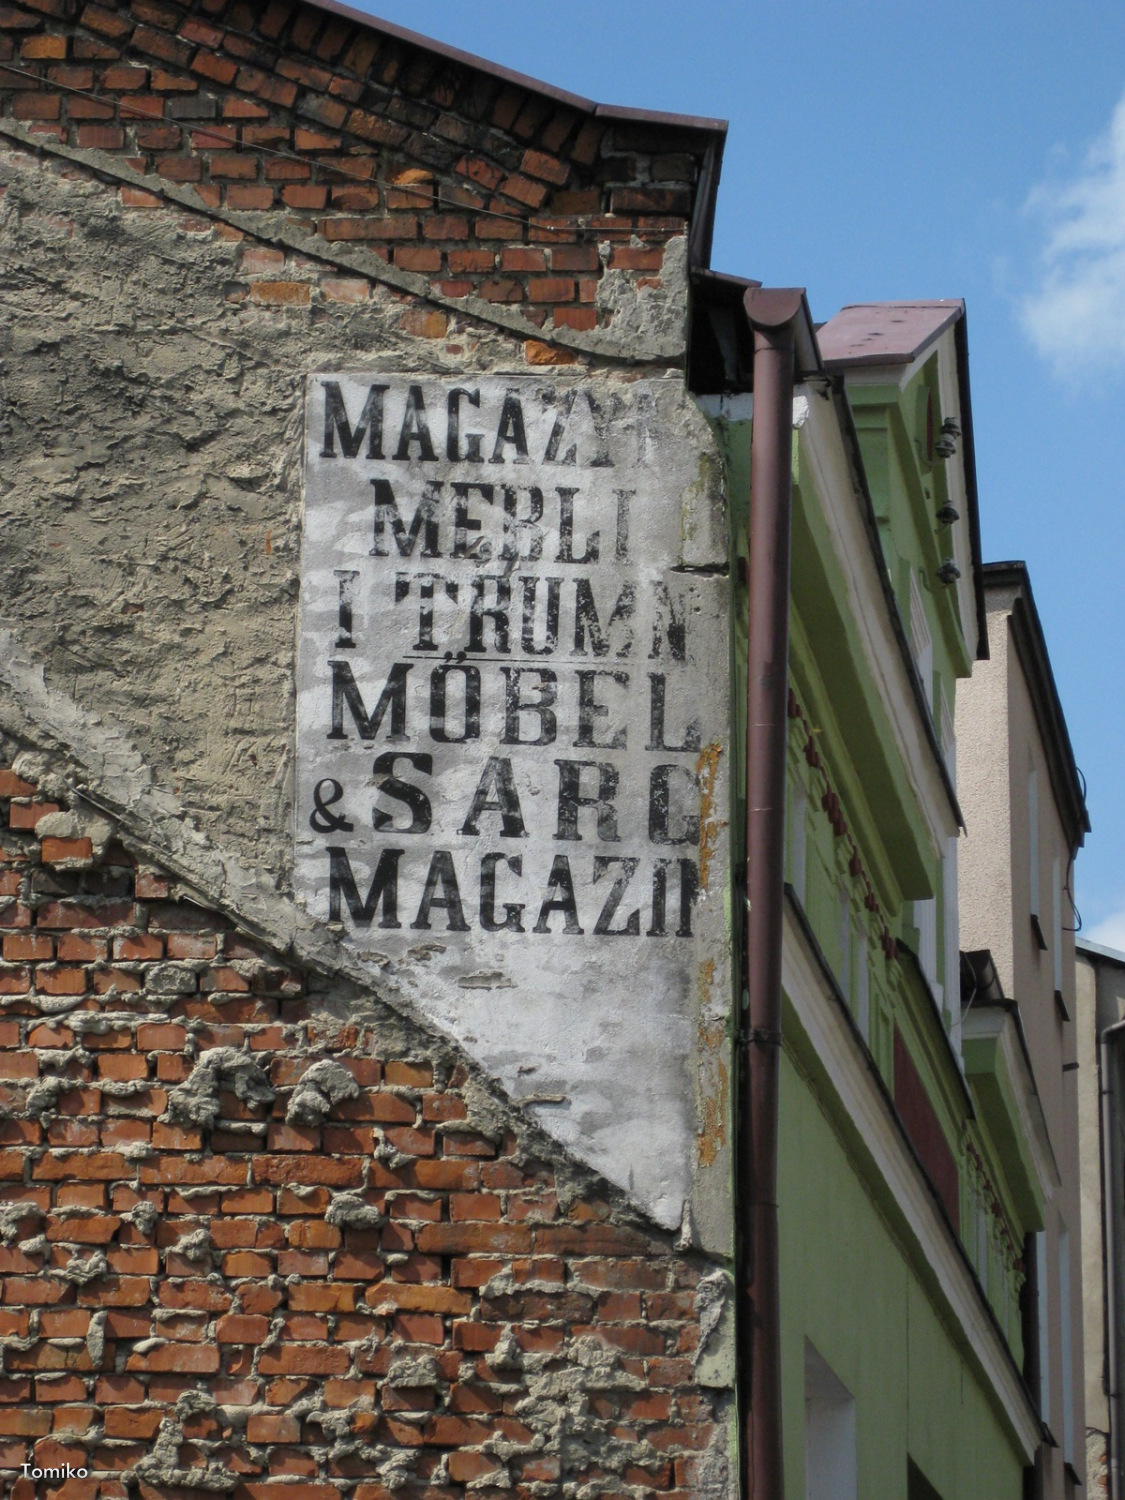 MAGAZYN
MEBLI
I TRUMN
MÖBEL
& SARG
MAGAZIN
Tomiko